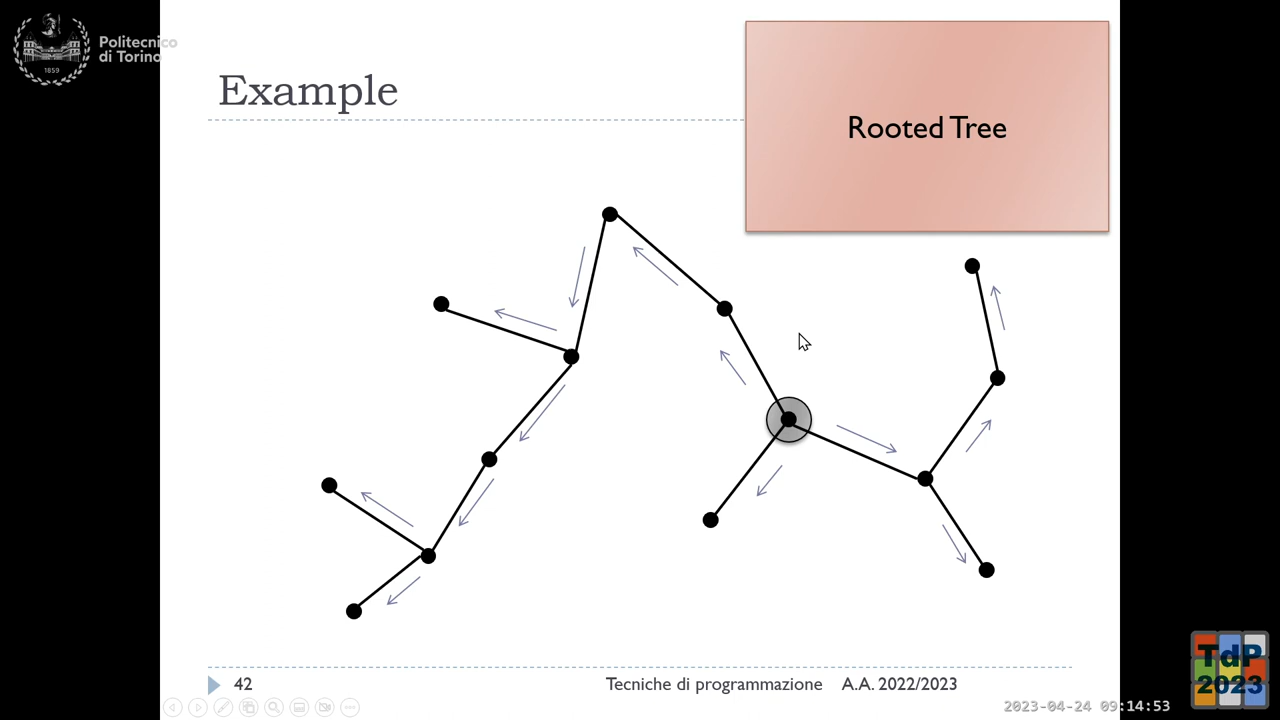 Politecnico
di Torino
1859
Example
Rooted Tree
42
Tecniche di programmazione A.A. 2022/2023
TdP
2023
2023-04-24 09:14:53